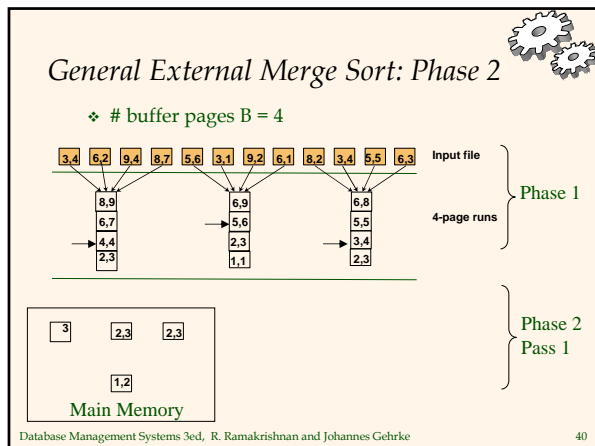 General External Merge Sort: Phase 2
❖ # buffer pages B = 4
3,4 6,2 9,4 8,7 5,6 3,1 9,2 6,1 8,2 3,4 5,5 6,3 Input file
Phase 1
8,9 6,9 6,8
6,7 5,6 5,5 4-page runs
4,4 2,3 3,4
2,3 1,1 2,3
Phase 2
Pass 1
3 2,3 2,3
1,2
Main Memory
Database Management Systems 3ed, R. Ramakrishnan and Johannes Gehrke 40